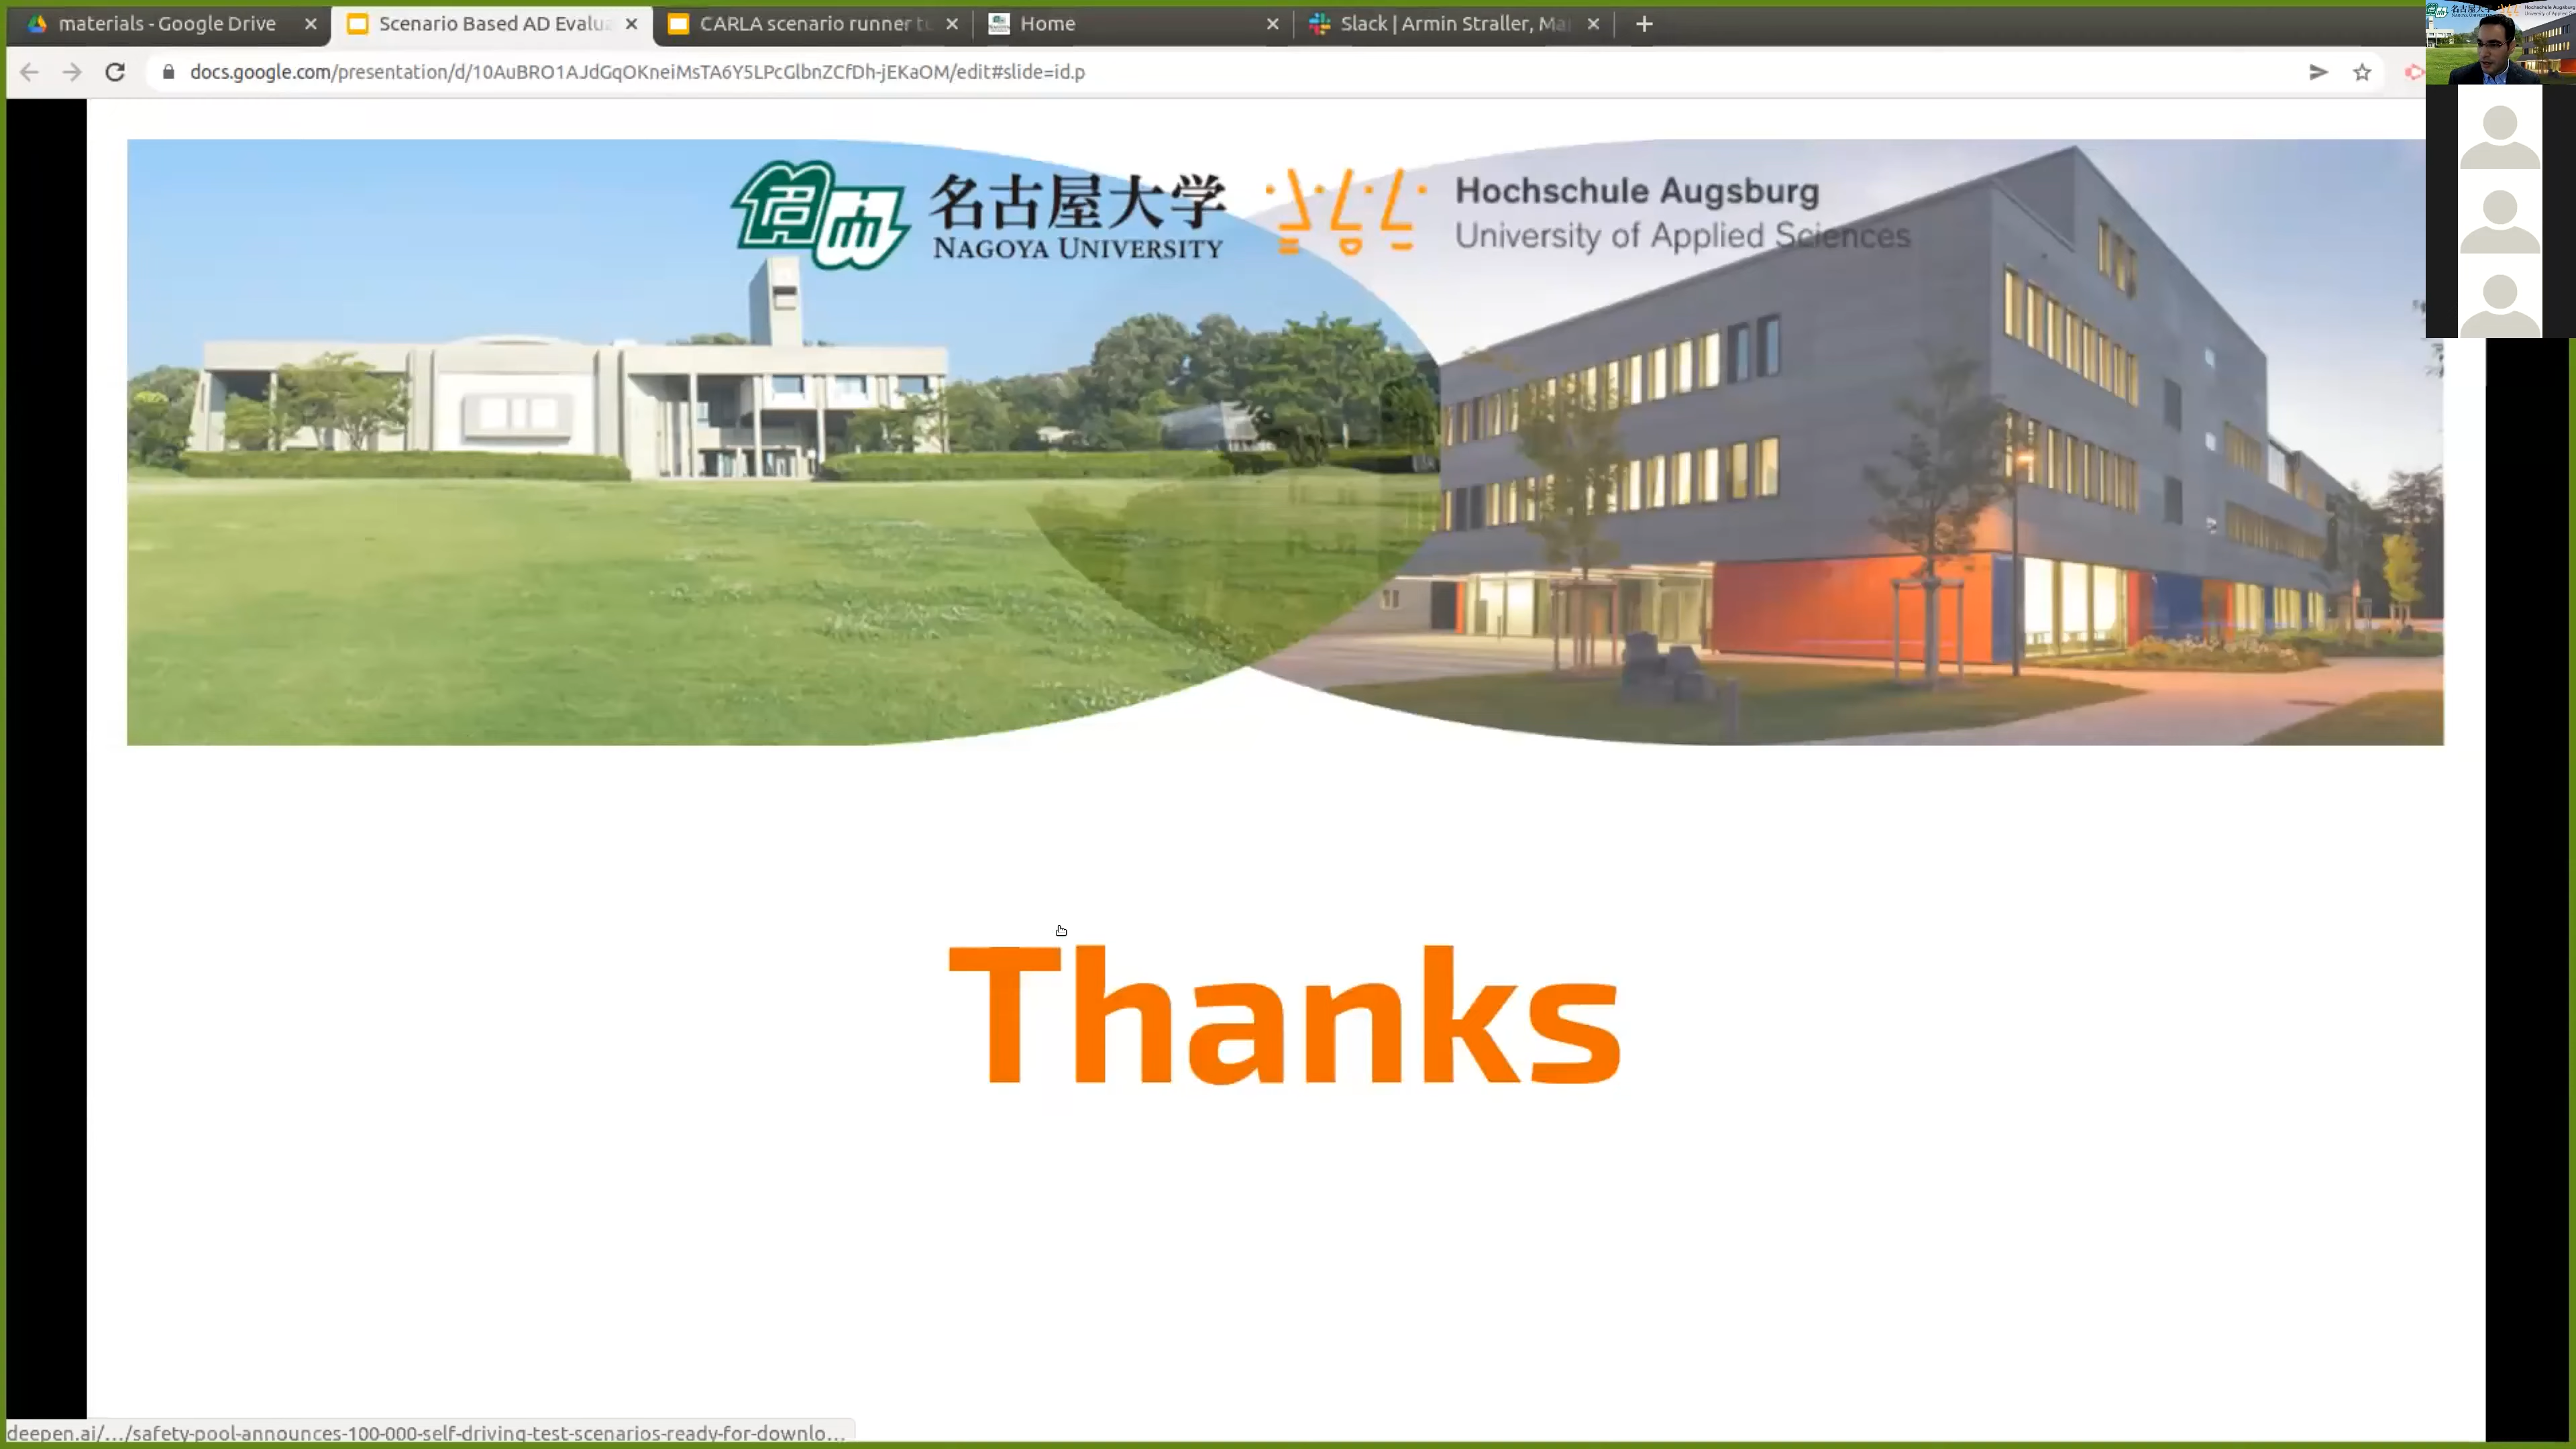 materials - Google Drive
Scenario Based AD Evalua
CARLA scenario runner tu
Home
Slack | Armin Straller, Ma
docs.google.com/presentation/d/10AuBRO1AJdGqOKneiMsTA6Y5LPcGlbnZCfDh-jEKaOM/edit#slide=id.p
名古屋大学
NAGOYA UNIVERSITY
Hochschule Augsburg
University of Applied Sciences
Thanks
deepen.ai/.../safety-pool-announces-100-000-self-driving-test-scenarios-ready-for-downlo...